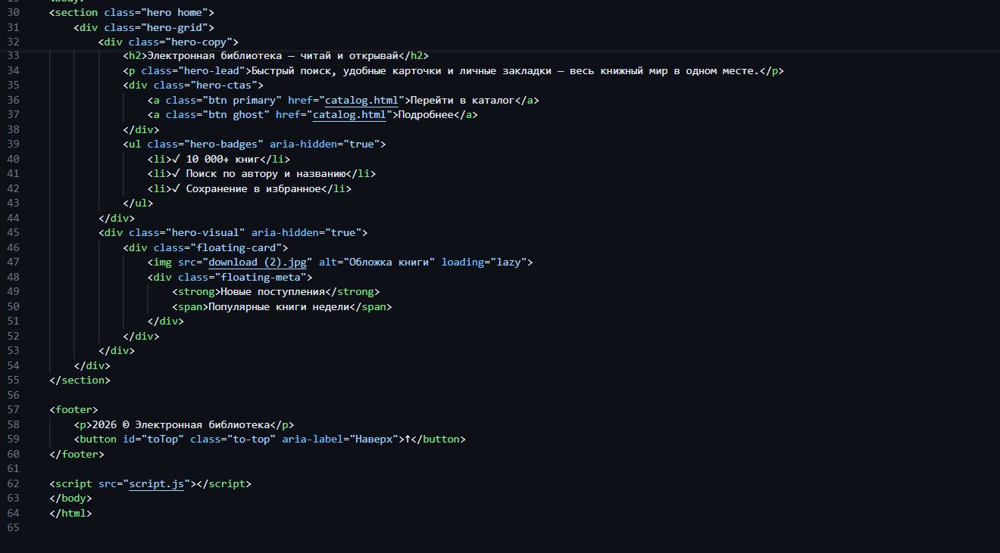 30 <section class="hero home">
31 <div class="hero-grid">
32 <div class="hero-copy">
33 <h2>Электронная библиотека — читай и открывай</h2>
34 <p class="hero-lead">Быстрый поиск, удобные карточки и личные закладки — весь книжный мир в одном месте.</p>
35 <div class="hero-ctas">
36 <a class="btn primary" href="catalog.html">Перейти в каталог</a>
37 <a class="btn ghost" href="catalog.html">Подробнее</a>
38 </div>
39 <ul class="hero-badges" aria-hidden="true">
40 <li>✓ 10 000+ книг</li>
41 <li>✓ Поиск по автору и названию</li>
42 <li>✓ Сохранение в избранное</li>
43 </ul>
44 </div>
45 <div class="hero-visual" aria-hidden="true">
46 <div class="floating-card">
47 <img src="download (2).jpg" alt="Обложка книги" loading="lazy">
48 <div class="floating-meta">
49 <strong>Новые поступления</strong>
50 <span>Популярные книги недели</span>
51 </div>
52 </div>
53 </div>
54 </div>
55 </section>
56
57 <footer>
58 <p>2026 © Электронная библиотека</p>
59 <button id="toTop" class="to-top" aria-label="Наверх">↑</button>
60 </footer>
61
62 <script src="script.js"></script>
63 </body>
64 </html>
65